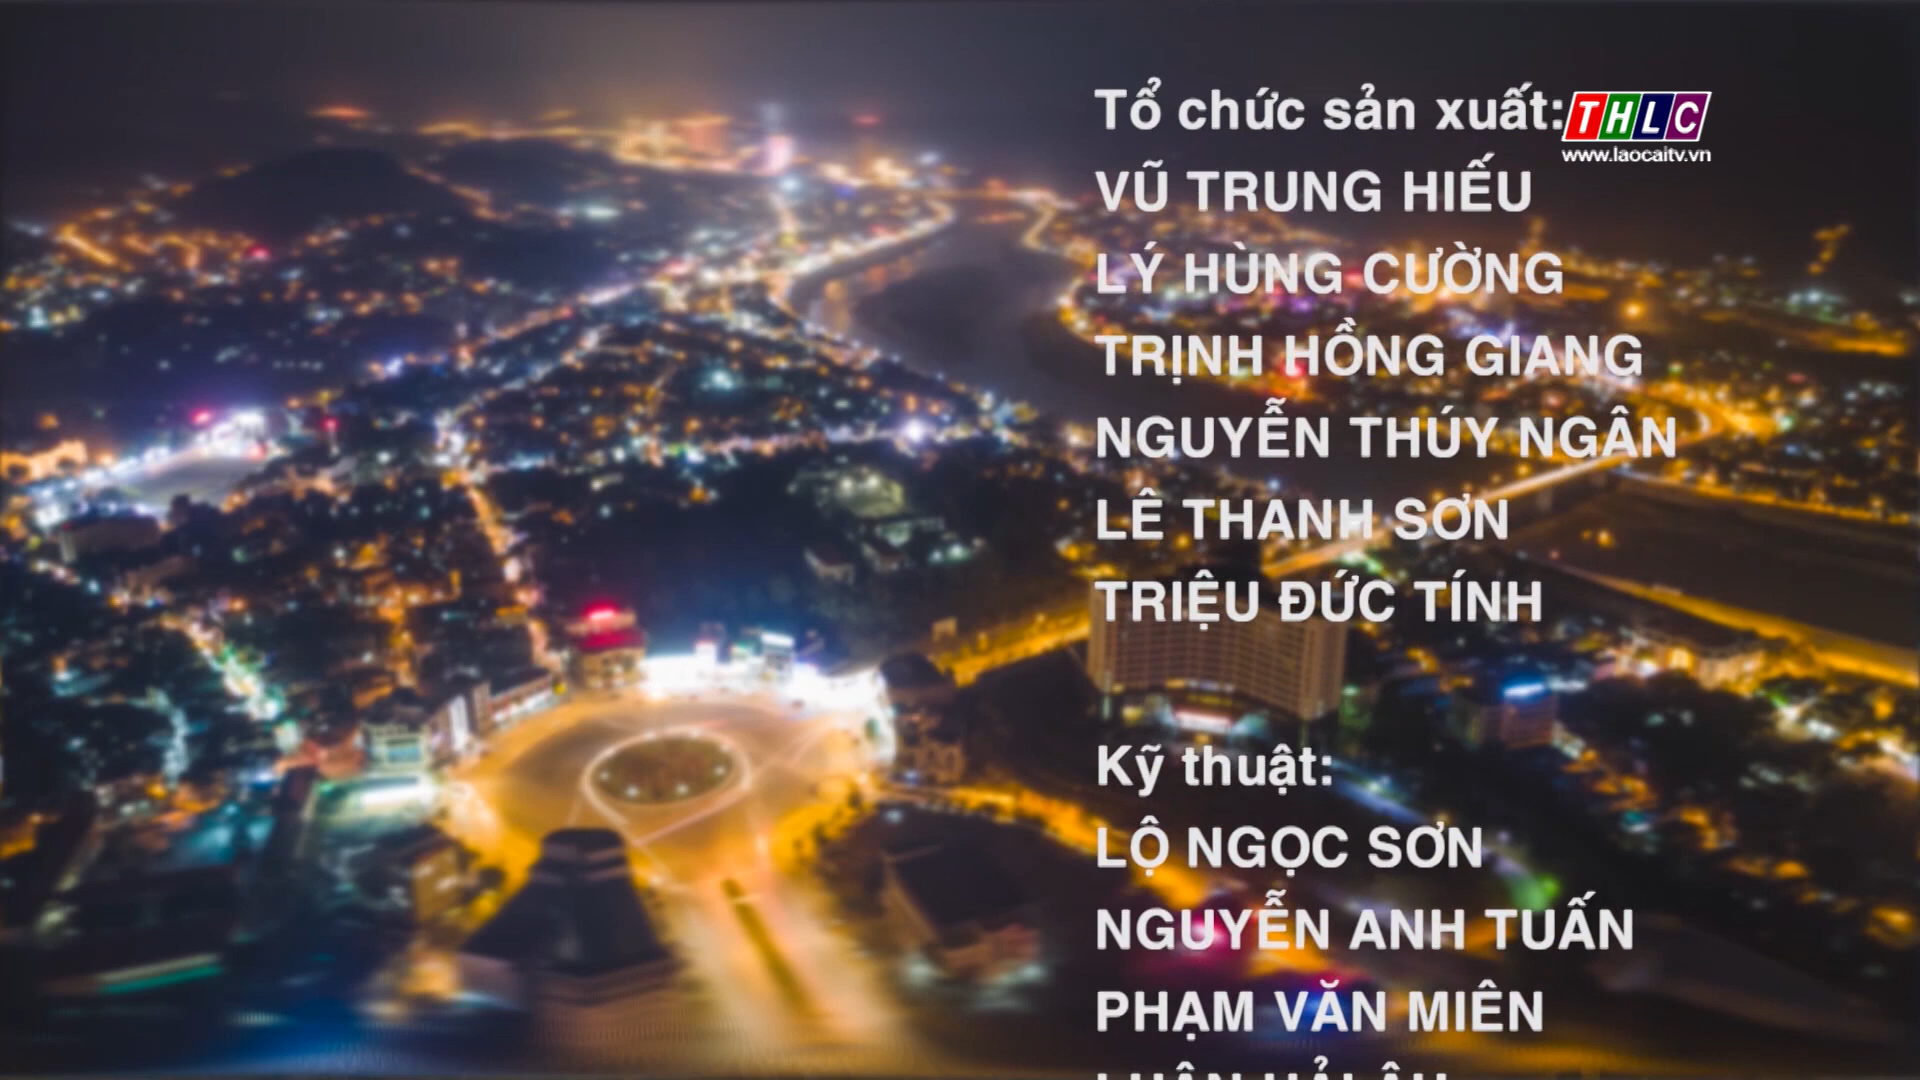 Tổ chức sản xuất:
THLC
www.laocaitv.vn
VŨ TRUNG HIẾU
LÝ HÙNG CƯỜNG
TRỊNH HỒNG GIANG
NGUYỄN THÚY NGÂN
LÊ THANH SƠN
TRIỆU ĐỨC TÍNH
Kỹ thuật:
LỘ NGỌC SƠN
NGUYỄN ANH TUẤN
PHẠM VĂN MIÊN